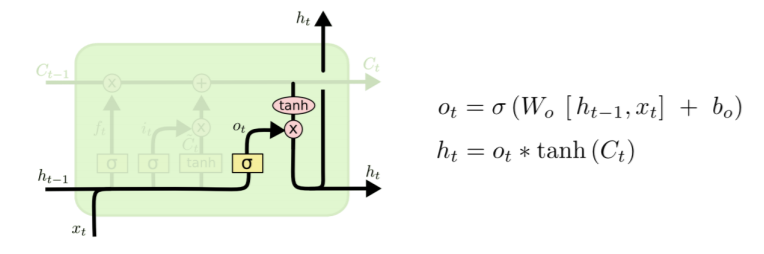 h_t
C_{t-1}
C_t
x
+
tanh
f_t
i_t
x
o_t
x
C̃_t
σ
σ
tanh
σ
h_{t-1}
h_t
x_t
o_t = σ (W_o [h_{t-1}, x_t] + b_o)
h_t = o_t * tanh (C_t)